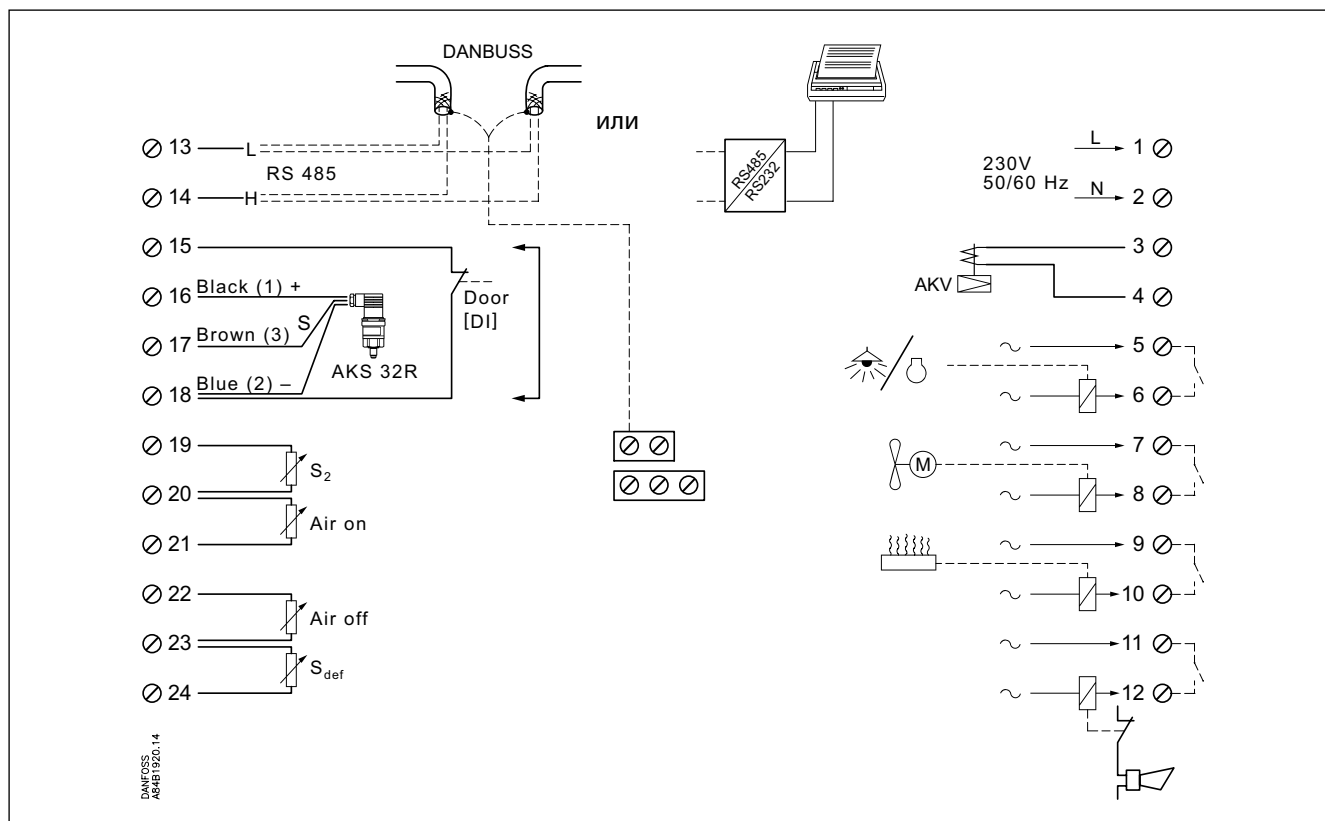 DANBUSS
или
13
L
RS 485
14
H
RS485
RS232
L
1
230V
50/60 Hz
N
2
15
16
Black (1) +
17
Brown (3)
S
AKS 32R
18
Blue (2) –
Door
[DI]
3
AKV
4
5
6
19
S2
20
Air on
21
7
M
8
9
22
Air off
10
23
Sdef
24
11
12
DANFOSS
A84B1920.14